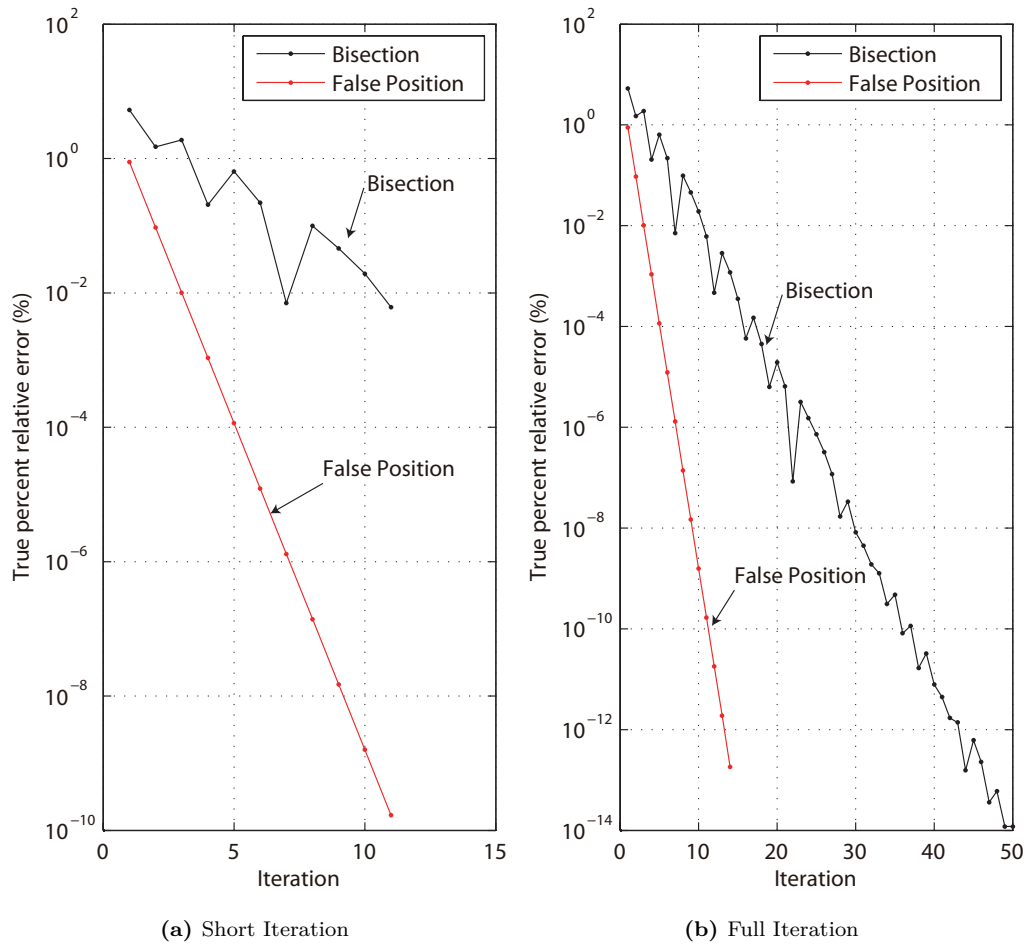 10^2
10^0
10^−2
10^−4
10^−6
10^−8
10^−10
True percent relative error (%)
Bisection
False Position
Bisection
False Position
0
5
10
15
Iteration
(a) Short Iteration
10^2
10^0
10^−2
10^−4
10^−6
10^−8
10^−10
10^−12
10^−14
True percent relative error (%)
Bisection
False Position
Bisection
False Position
0
10
20
30
40
50
Iteration
(b) Full Iteration